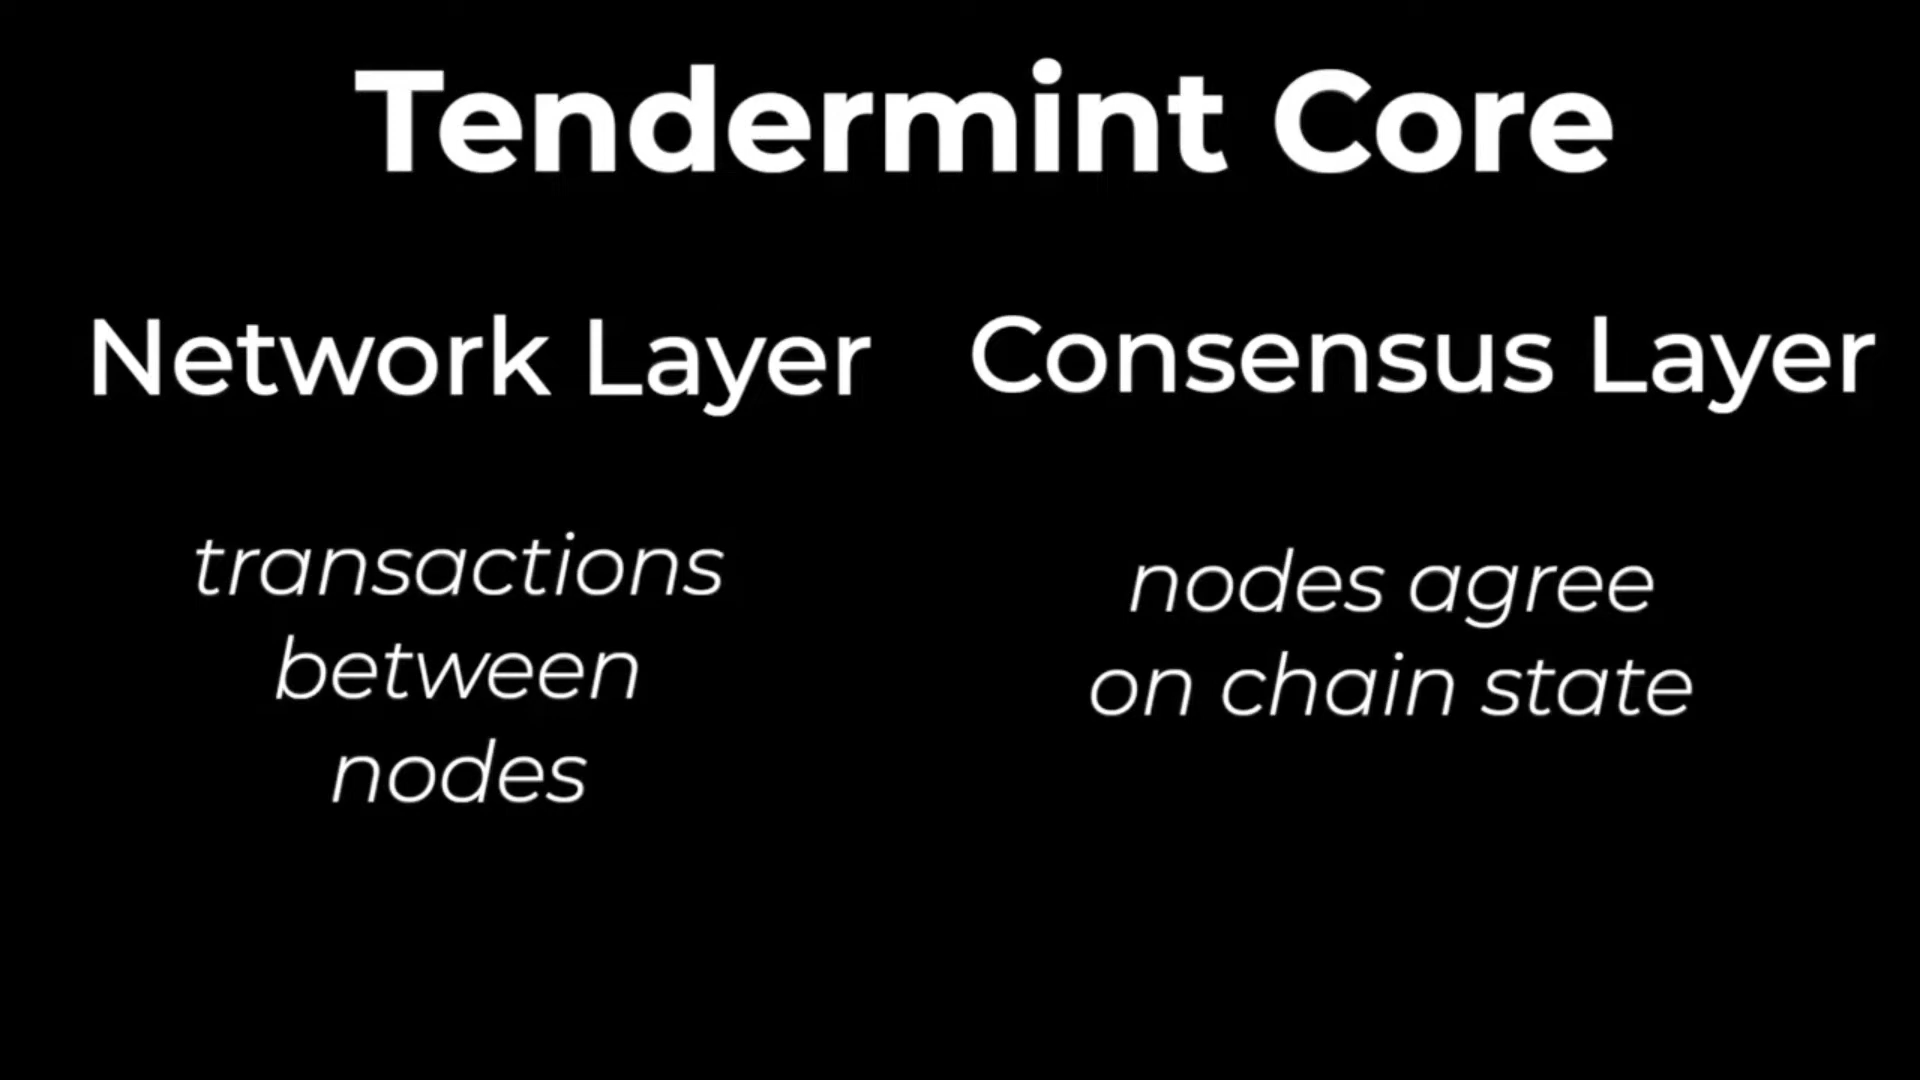 Tendermint Core
Network Layer
transactions
between
nodes
Consensus Layer
nodes agree
on chain state